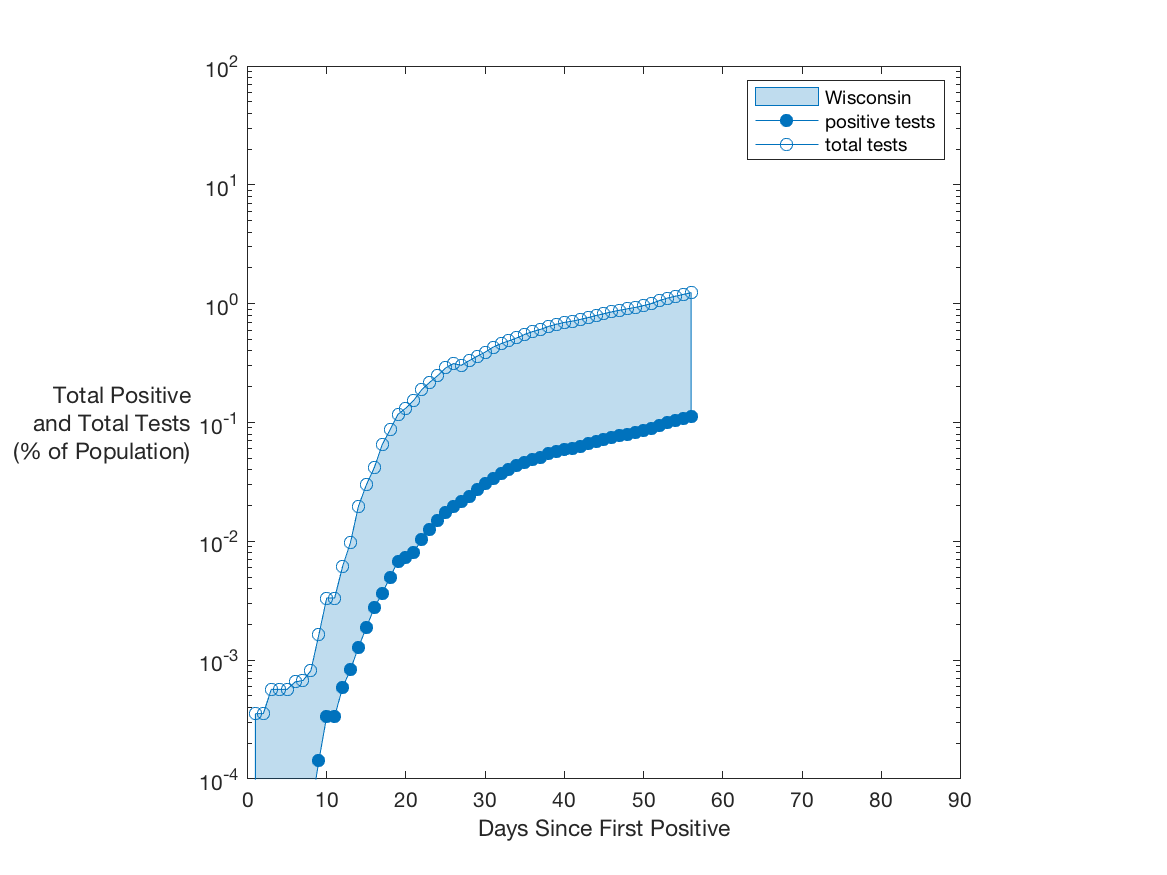 10^2
10^1
10^0
10^-1
10^-2
10^-3
10^-4
Total Positive
and Total Tests
(% of Population)
Wisconsin
positive tests
total tests
0 10 20 30 40 50 60 70 80 90
Days Since First Positive